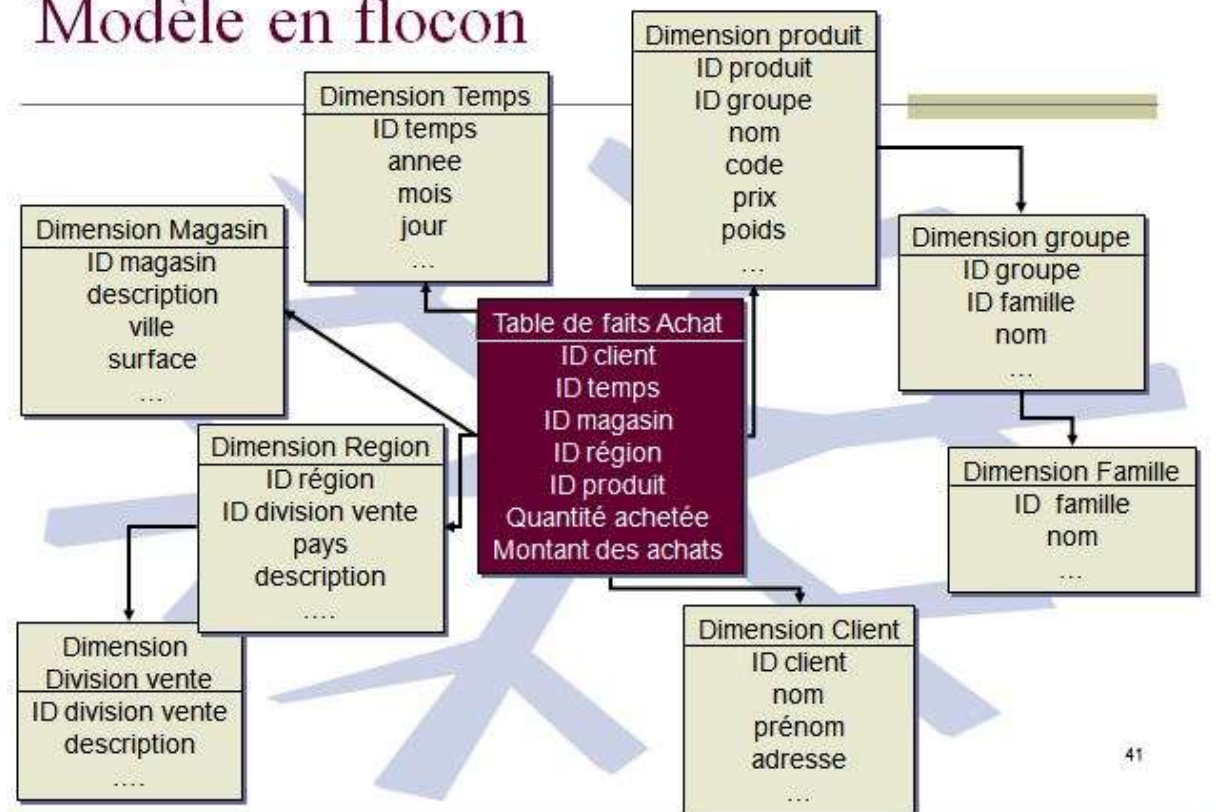 Modèle en flocon
Dimension produit
ID produit
ID groupe
nom
code
prix
poids
...
Dimension Temps
ID temps
annee
mois
jour
...
Dimension Magasin
ID magasin
description
ville
surface
...
Dimension groupe
ID groupe
ID famille
nom
...
Table de faits Achat
ID client
ID temps
ID magasin
ID région
ID produit
Quantité achetée
Montant des achats
Dimension Region
ID région
ID division vente
pays
description
....
Dimension Famille
ID famille
nom
...
Dimension
Division vente
ID division vente
description
....
Dimension Client
ID client
nom
prénom
adresse
...
41